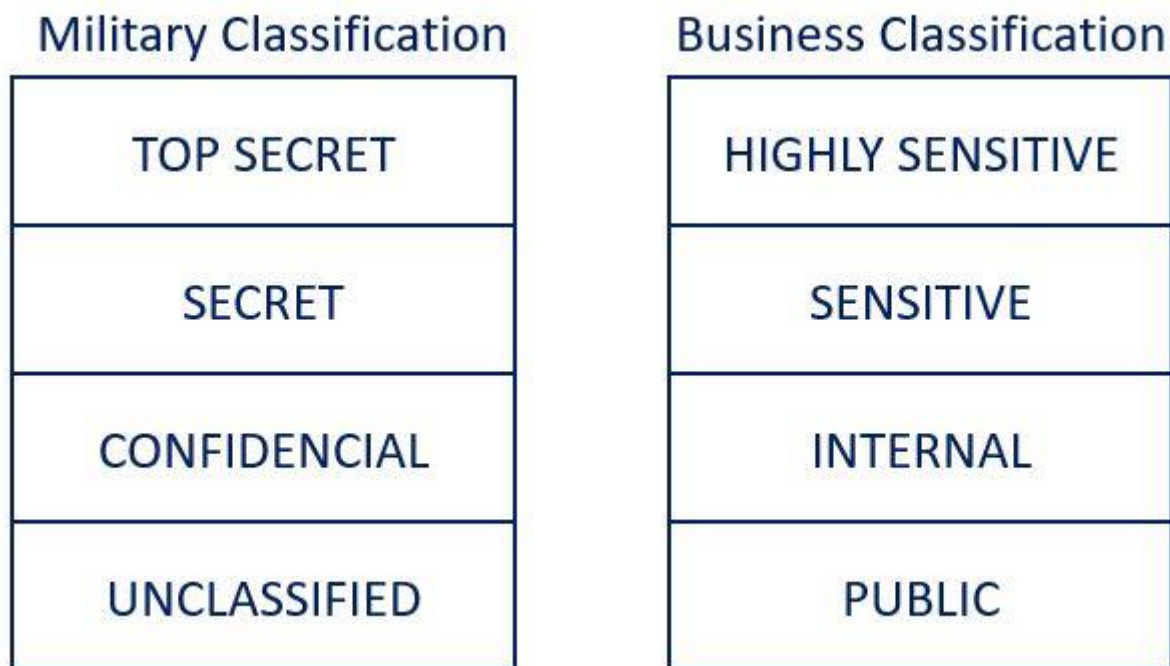 Military Classification
TOP SECRET
SECRET
CONFIDENCIAL
UNCLASSIFIED
Business Classification
HIGHLY SENSITIVE
SENSITIVE
INTERNAL
PUBLIC